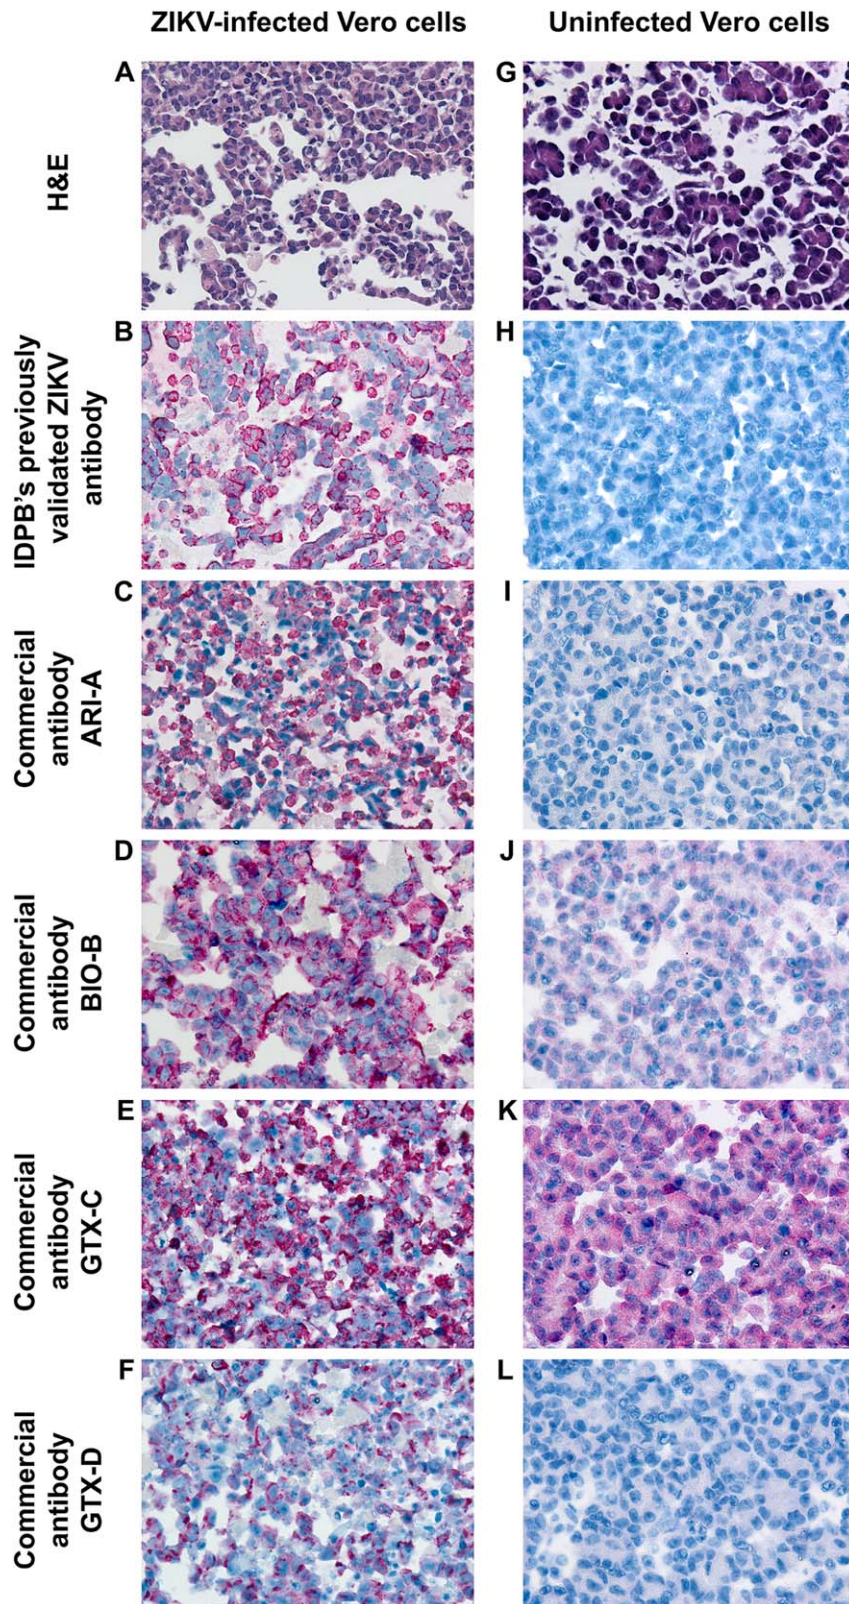 ZIKV-infected Vero cells
Uninfected Vero cells
H&E
A
G
IDPB's previously
validated ZIKV
antibody
B
H
Commercial
antibody
ARI-A
C
I
Commercial
antibody
BIO-B
D
J
Commercial
antibody
GTX-C
E
K
Commercial
antibody
GTX-D
F
L